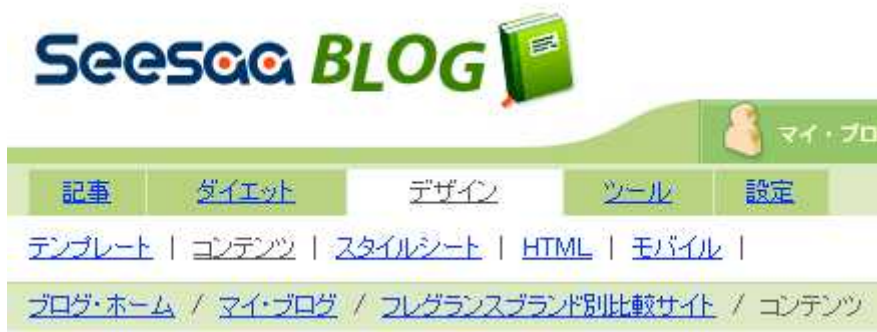 Seesaa BLOG
マイ・ブロ
記事 ダイエット デザイン ツール 設定
テンプレート | コンテンツ | スタイルシート | HTML | モバイル |
ブログ・ホーム / マイ・ブログ / フレグランスブランド別比較サイト / コンテンツ